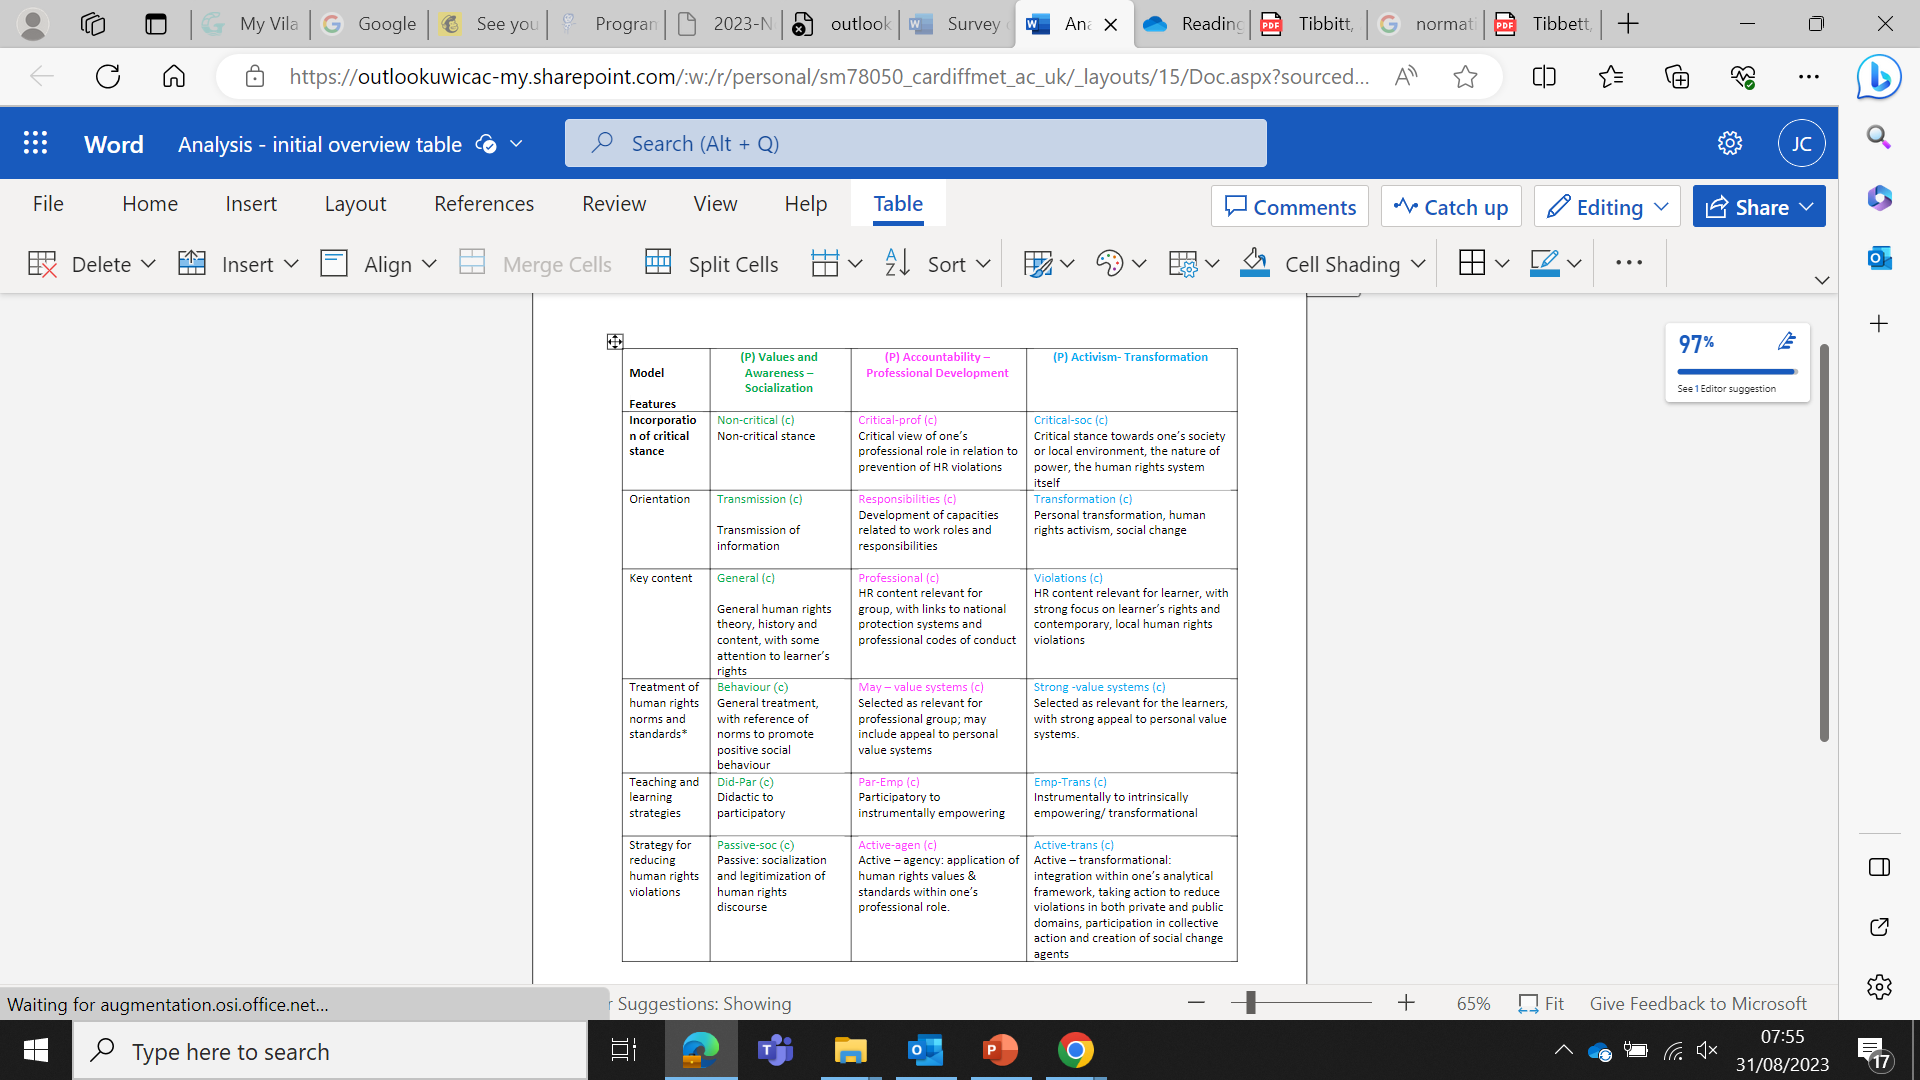 My Vila
Google
See you
Program
2023-N
outlook
Survey
Ana
Reading
Tibbitt,
normati
Tibbett,
https://outlookuwicac-my.sharepoint.com/:w:/r/personal/sm78050_cardiffmet_ac_uk/_layouts/15/Doc.aspx?sourced...
Word
Analysis - initial overview table
Search (Alt + Q)
JC
File
Home
Insert
Layout
References
Review
View
Help
Table
Comments
Catch up
Editing
Share
Delete
Insert
Align
Merge Cells
Split Cells
Sort
Cell Shading
97%
See 1 Editor suggestion
Model
Features
(P) Values and
Awareness –
Socialization
(P) Accountability –
Professional Development
(P) Activism- Transformation
Incorporatio
n of critical
stance
Non-critical (c)
Non-critical stance
Critical-prof (c)
Critical view of one's
professional role in relation to
prevention of HR violations
Critical-soc (c)
Critical stance towards one's society
or local environment, the nature of
power, the human rights system
itself
Orientation
Transmission (c)
Transmission of
information
Responsibilities (c)
Development of capacities
related to work roles and
responsibilities
Transformation (c)
Personal transformation, human
rights activism, social change
Key content
General (c)
General human rights
theory, history and
content, with some
attention to learner's
rights
Professional (c)
HR content relevant for
group, with links to national
protection systems and
professional codes of conduct
Violations (c)
HR content relevant for learner, with
strong focus on learner's rights and
contemporary, local human rights
violations
Treatment of
human rights
norms and
standards*
Behaviour (c)
General treatment,
with reference of
norms to promote
positive social
behaviour
May – value systems (c)
Selected as relevant for
professional group; may
include appeal to personal
value systems
Strong -value systems (c)
Selected as relevant for the learners,
with strong appeal to personal value
systems.
Teaching and
learning
strategies
Did-Par (c)
Didactic to
participatory
Par-Emp (c)
Participatory to
instrumentally empowering
Emp-Trans (c)
Instrumentally to intrinsically
empowering/ transformational
Strategy for
reducing
human rights
violations
Passive-soc (c)
Passive: socialization
and legitimization of
human rights
discourse
Active-agen (c)
Active – agency: application of
human rights values &
standards within one's
professional role.
Active-trans (c)
Active – transformational:
integration within one's analytical
framework, taking action to reduce
violations in both private and public
domains, participation in collective
action and creation of social change
agents
Waiting for augmentation.osi.office.net...
r Suggestions: Showing
65%
Fit
Give Feedback to Microsoft
Type here to search
07:55
31/08/2023
17